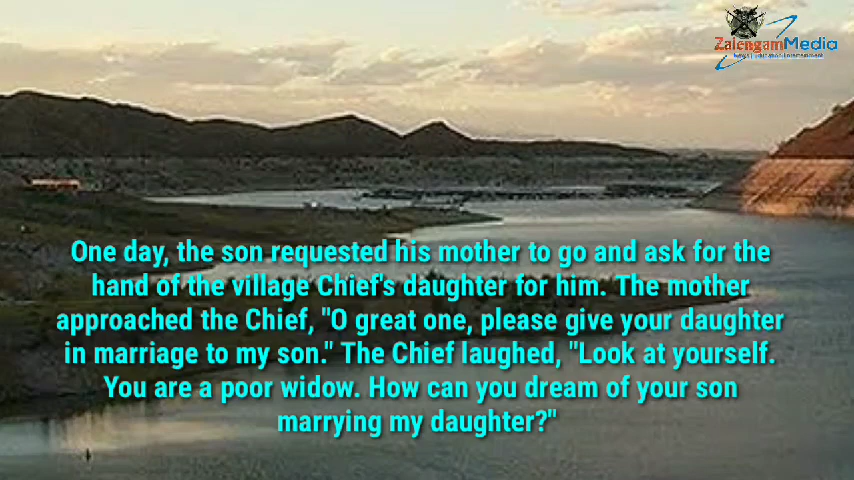 ZalengamMedia
One day, the son requested his mother to go and ask for the
hand of the village Chief's daughter for him. The mother
approached the Chief, "O great one, please give your daughter
in marriage to my son." The Chief laughed, "Look at yourself.
You are a poor widow. How can you dream of your son
marrying my daughter?"